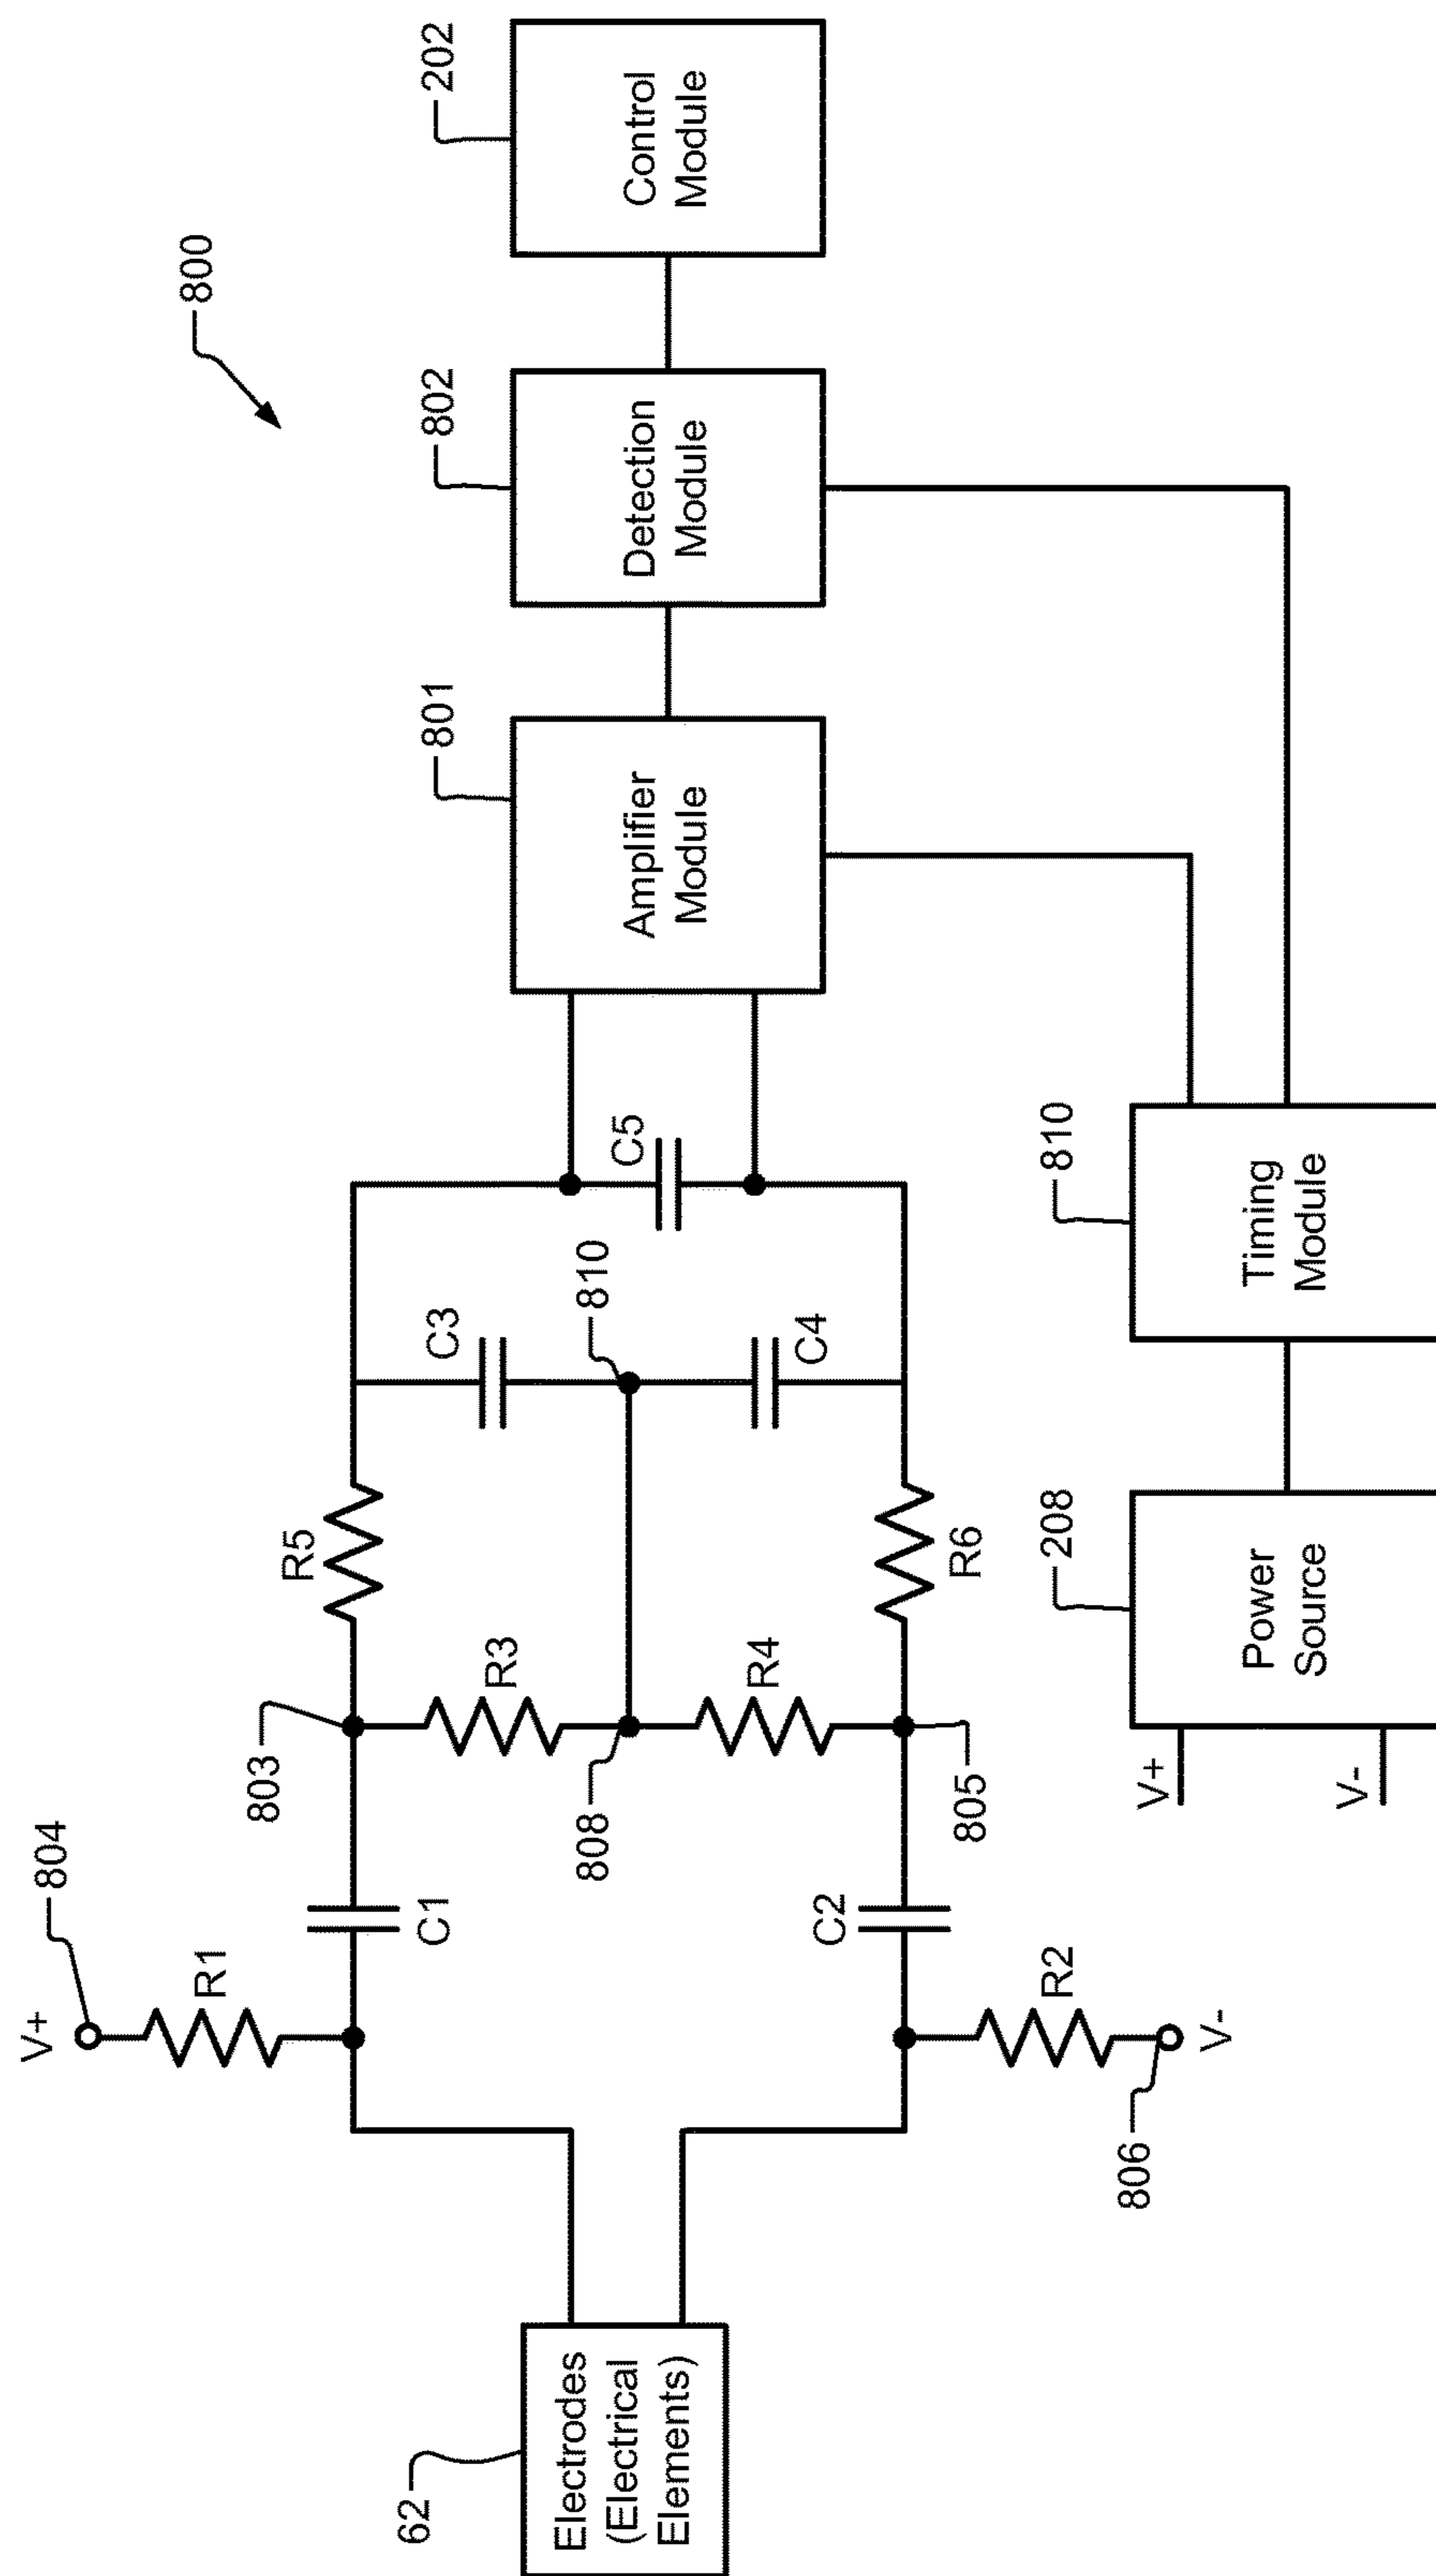 800
V+
804
R1
803
R5
C1
C3
R3
62
Electrodes
(Electrical
Elements)
808
810
C5
R4
C4
C2
805
R6
R2
806
V-
801
Amplifier
Module
802
Detection
Module
202
Control
Module
V+
V-
208
Power
Source
810
Timing
Module